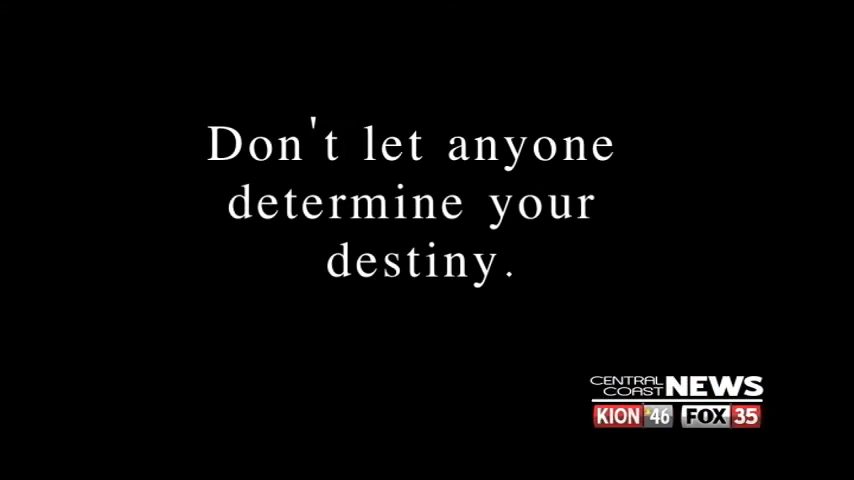 Don't let anyone
determine your
destiny.
CENTRAL COAST NEWS
KION 46 FOX 35